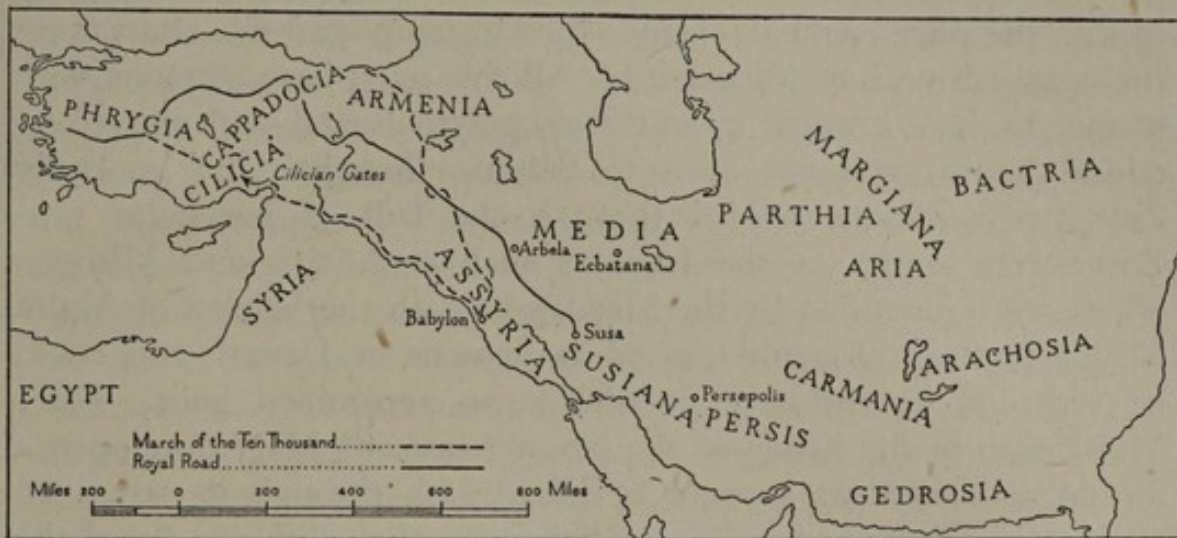 PHRYGIA
CAPPADOCIA
ARMENIA
CILICIA
Cilician Gates
MARGIANA
BACTRIA
PARTHIA
MEDIA
Arbela
Ecbatana
ARIA
SYRIA
ASSYRIA
Babylon
Susa
SUSIANA
ARACHOSIA
CARMANIA
EGYPT
Persepolis
PERSIS
GEDROSIA
March of the Ten Thousand
Royal Road
Miles 200 0 200 400 600 800 Miles